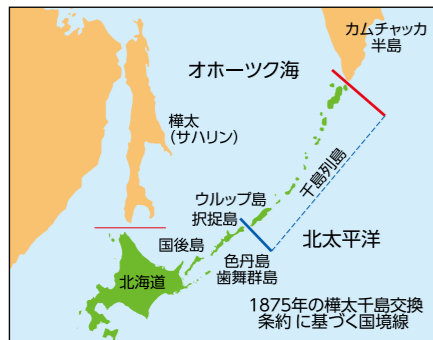 カムチャッカ
半島
オホーツク海
樺太
(サハリン)
千島列島
ウルップ島
択捉島
国後島
北太平洋
色丹島
歯舞群島
北海道
1875年の樺太千島交換
条約 に基づく国境線